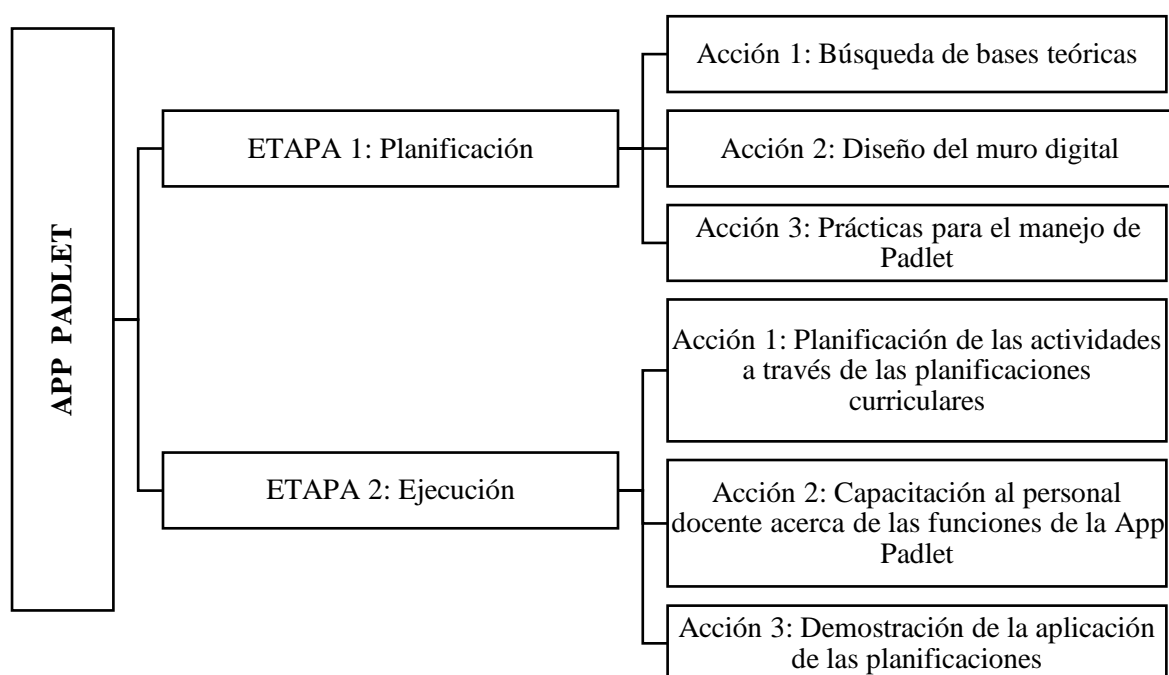 APP PADLET
ETAPA 1: Planificación
Acción 1: Búsqueda de bases teóricas
Acción 2: Diseño del muro digital
Acción 3: Prácticas para el manejo de
Padlet
ETAPA 2: Ejecución
Acción 1: Planificación de las actividades
a través de las planificaciones
curriculares
Acción 2: Capacitación al personal
docente acerca de las funciones de la App
Padlet
Acción 3: Demostración de la aplicación
de las planificaciones